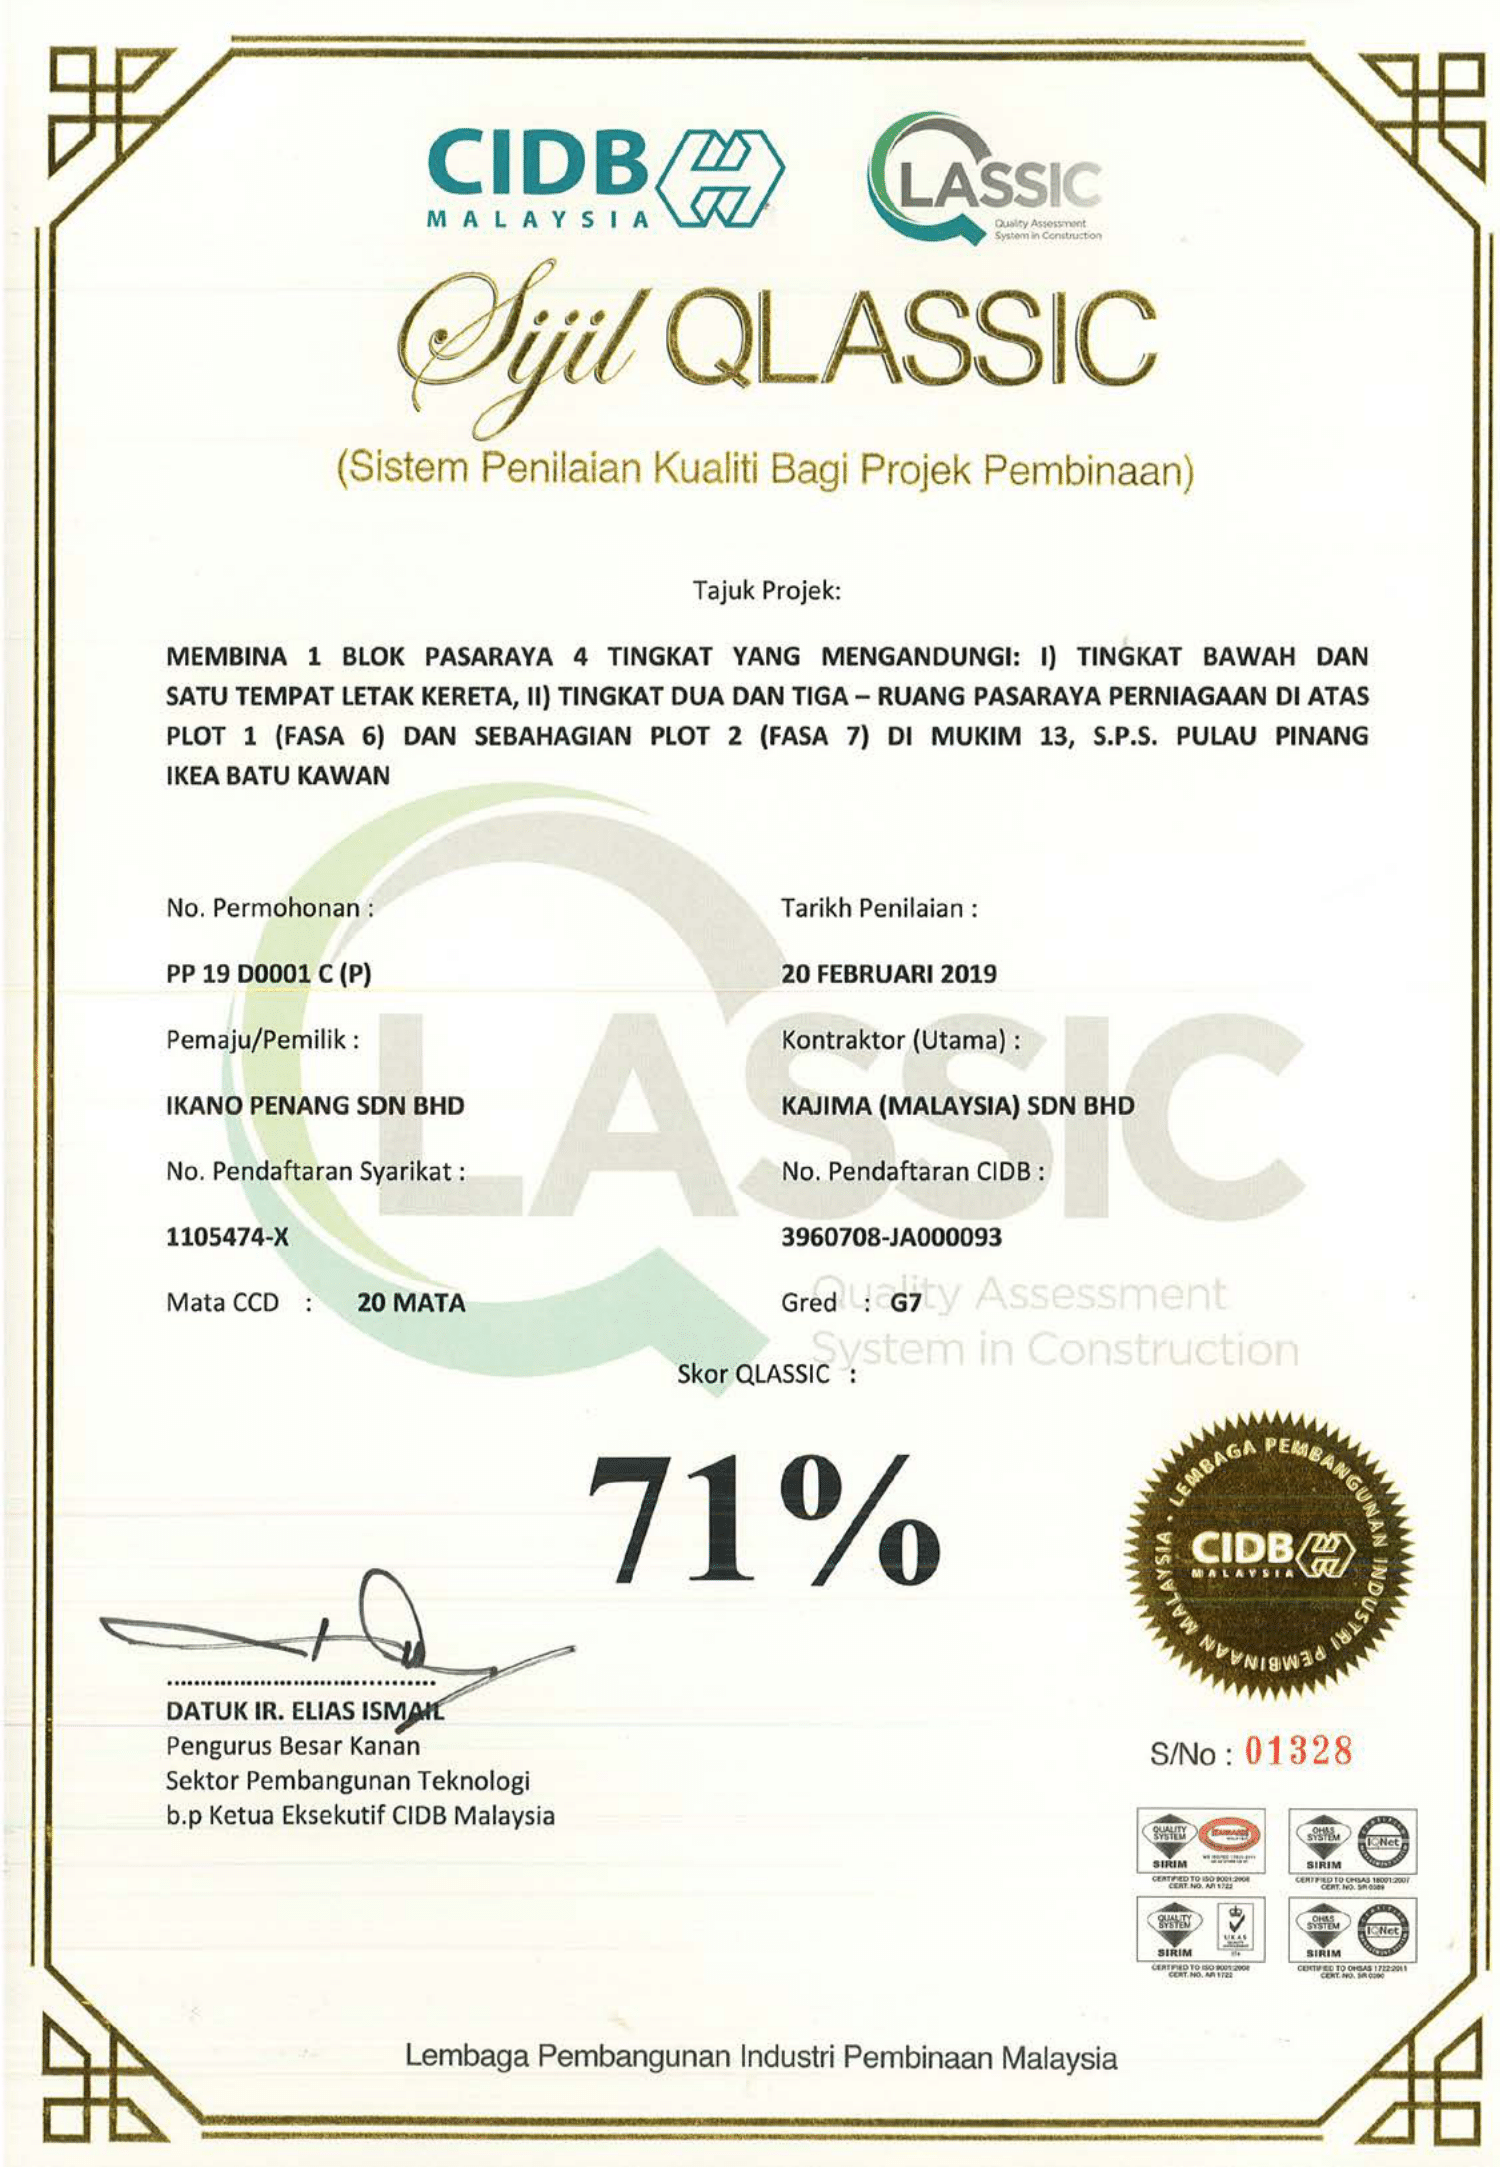 CIDB
MALAYSIA
QLASSIC
Quality Assessment
System in Construction
Sijil QLASSIC
(Sistem Penilaian Kualiti Bagi Projek Pembinaan)
Tajuk Projek:
MEMBINA 1 BLOK PASARAYA 4 TINGKAT YANG MENGANDUNGI: I) TINGKAT BAWAH DAN
SATU TEMPAT LETAK KERETA, II) TINGKAT DUA DAN TIGA – RUANG PASARAYA PERNIAGAAN DI ATAS
PLOT 1 (FASA 6) DAN SEBAHAGIAN PLOT 2 (FASA 7) DI MUKIM 13, S.P.S. PULAU PINANG
IKEA BATU KAWAN
No. Permohonan :
Tarikh Penilaian :
PP 19 D0001 C (P)
20 FEBRUARI 2019
Pemaju/Pemilik :
Kontraktor (Utama) :
IKANO PENANG SDN BHD
KAJIMA (MALAYSIA) SDN BHD
No. Pendaftaran Syarikat :
No. Pendaftaran CIDB :
1105474-X
3960708-JA000093
Mata CCD : 20 MATA
Gred : G7
QLASSIC
Quality Assessment
System in Construction
Skor QLASSIC :
71%
LEMBAGA PEMBANGUNAN INDUSTRI PEMBINAAN MALAYSIA
CIDB
MALAYSIA
DATUK IR. ELIAS ISMAIL
Pengurus Besar Kanan
Sektor Pembangunan Teknologi
b.p Ketua Eksekutif CIDB Malaysia
S/No : 01328
QUALITY
SYSTEM
SIRIM
CERTIFIED TO ISO 9001:2008
CERT. NO. AR 1722
OHAS
SYSTEM
SIRIM
IQNet
CERTIFIED TO OHSAS 18001:2007
QUALITY
SYSTEM
SIRIM
UKAS
CERTIFIED TO ISO 9001:2008
CERT. NO. AR 1722
OHAS
SYSTEM
SIRIM
IQNet
CERTIFIED TO OHSAS 1722:2011
Lembaga Pembangunan Industri Pembinaan Malaysia